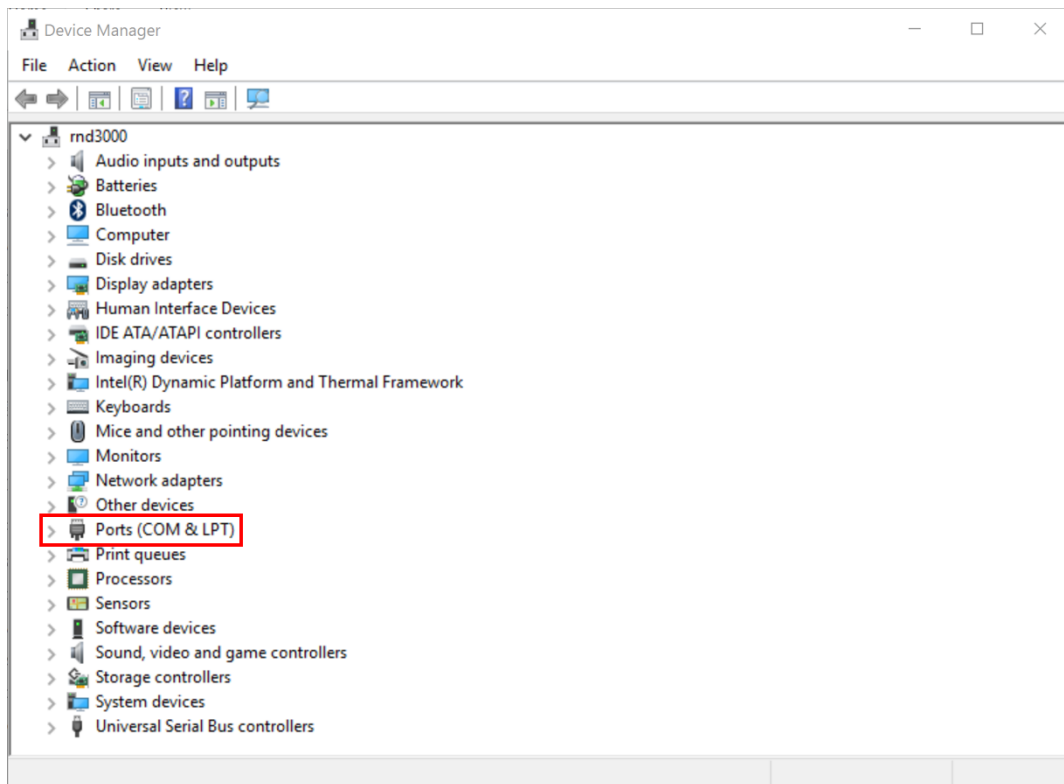 Device Manager
File Action View Help
rnd3000
Audio inputs and outputs
Batteries
Bluetooth
Computer
Disk drives
Display adapters
Human Interface Devices
IDE ATA/ATAPI controllers
Imaging devices
Intel(R) Dynamic Platform and Thermal Framework
Keyboards
Mice and other pointing devices
Monitors
Network adapters
Other devices
Ports (COM & LPT)
Print queues
Processors
Sensors
Software devices
Sound, video and game controllers
Storage controllers
System devices
Universal Serial Bus controllers